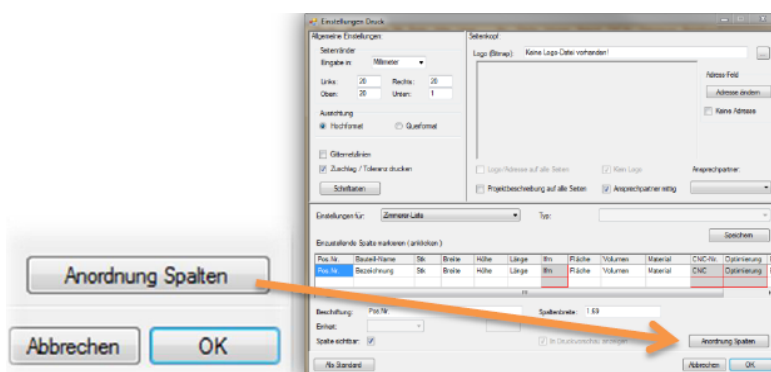 Einstellungen Druck
Allgemeine Einstellungen:
Seitenkopf
Seitenränder
Eingabe in: Millimeter
Logo (Bitmap): Keine Logo-Datei vorhanden!
...
Links: 20 Rechts: 20
Oben: 20 Unten: 1
Adress-Feld
Adresse ändern
Keine Adresse
Ausrichtung
Hochformat Querformat
Gitternetzlinien
Zuschlag / Toleranz drucken
Logo/Adresse auf alle Seiten Kein Logo Ansprechpartner:
Schriftarten
Projektbeschreibung auf alle Seiten Ansprechpartner mittig
Einstellungen für: Zimmerer-Liste Typ:
Speichern
Einzustellende Spalte markieren ( anklicken )
Pos.Nr. Bauteil-Name Stk Breite Höhe Länge lfm Fläche Volumen Material CNC-Nr. Optimierung
Pos.Nr. Bezeichnung Stk Breite Höhe Länge lfm Fläche Volumen Material CNC Optimierung
Beschriftung: Pos.Nr. Spaltenbreite: 1,59
Einheit:
Spalte sichtbar: In Druckvorschau anzeigen
Anordnung Spalten
Als Standard Abbrechen OK
Anordnung Spalten
Abbrechen OK